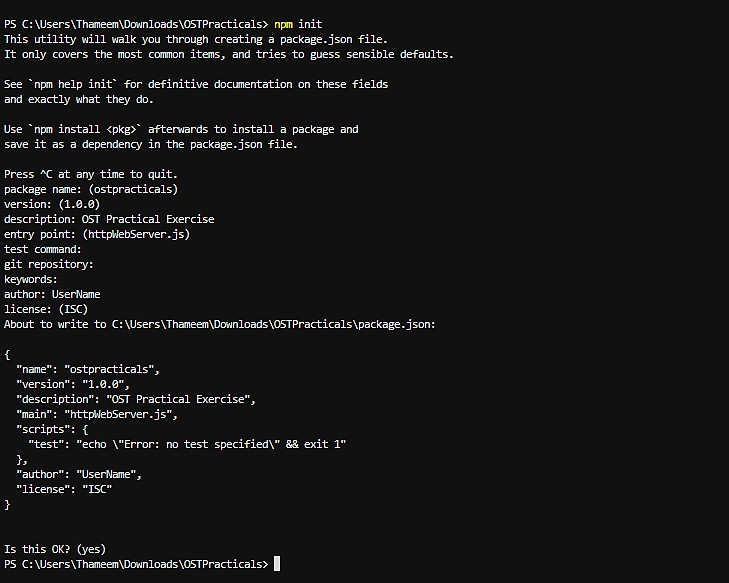 PS C:\Users\Thameem\Downloads\OSTPracticals> npm init
This utility will walk you through creating a package.json file.
It only covers the most common items, and tries to guess sensible defaults.

See `npm help init` for definitive documentation on these fields
and exactly what they do.

Use `npm install <pkg>` afterwards to install a package and
save it as a dependency in the package.json file.

Press ^C at any time to quit.
package name: (ostpracticals)
version: (1.0.0)
description: OST Practical Exercise
entry point: (httpWebServer.js)
test command:
git repository:
keywords:
author: UserName
license: (ISC)
About to write to C:\Users\Thameem\Downloads\OSTPracticals\package.json:

{
  "name": "ostpracticals",
  "version": "1.0.0",
  "description": "OST Practical Exercise",
  "main": "httpWebServer.js",
  "scripts": {
    "test": "echo \"Error: no test specified\" && exit 1"
  },
  "author": "UserName",
  "license": "ISC"
}

Is this OK? (yes)
PS C:\Users\Thameem\Downloads\OSTPracticals>